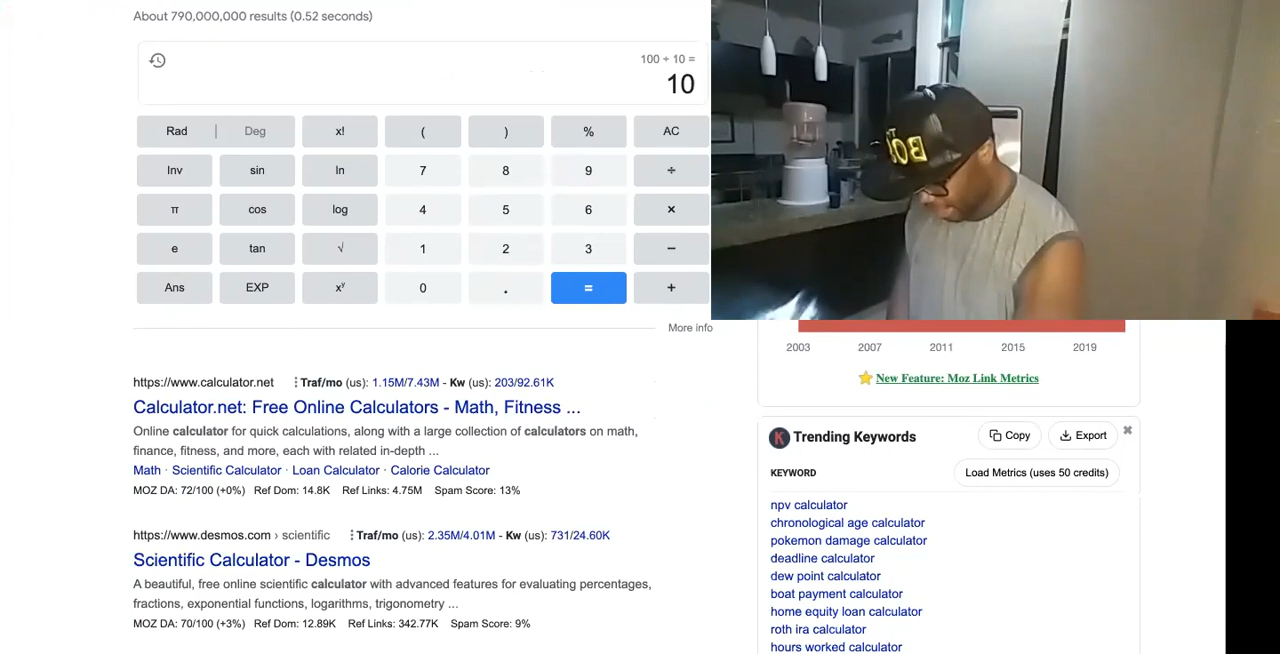 About 790,000,000 results (0.52 seconds)
100 ÷ 10 =
10
Rad | Deg x! ( ) % AC
Inv sin ln 7 8 9 ÷
π cos log 4 5 6 ×
e tan √ 1 2 3 −
Ans EXP xʸ 0 . = +
More info
https://www.calculator.net Traf/mo (us): 1.15M/7.43M - Kw (us): 203/92.61K
Calculator.net: Free Online Calculators - Math, Fitness ...
Online calculator for quick calculations, along with a large collection of calculators on math,
finance, fitness, and more, each with related in-depth ...
Math · Scientific Calculator · Loan Calculator · Calorie Calculator
MOZ DA: 72/100 (+0%) Ref Dom: 14.8K Ref Links: 4.75M Spam Score: 13%
https://www.desmos.com › scientific Traf/mo (us): 2.35M/4.01M - Kw (us): 731/24.60K
Scientific Calculator - Desmos
A beautiful, free online scientific calculator with advanced features for evaluating percentages,
fractions, exponential functions, logarithms, trigonometry ...
MOZ DA: 70/100 (+3%) Ref Dom: 12.89K Ref Links: 342.77K Spam Score: 9%
2003 2007 2011 2015 2019
New Feature: Moz Link Metrics
K Trending Keywords Copy Export
KEYWORD Load Metrics (uses 50 credits)
npv calculator
chronological age calculator
pokemon damage calculator
deadline calculator
dew point calculator
boat payment calculator
home equity loan calculator
roth ira calculator
hours worked calculator